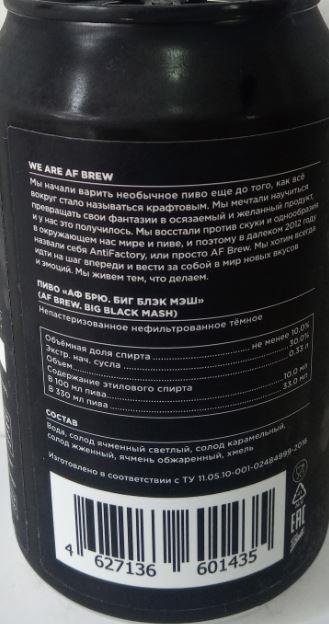 WE ARE AF BREW
Мы начали варить необычное пиво еще до того, как всё
вокруг стало называться крафтовым. Мы мечтали научиться
превращать свои фантазии в осязаемый и желанный продукт,
и у нас это получилось. Мы восстали против скуки и однообразия
в окружающем нас мире и пиве, и поэтому в далеком 2012 году
назвали себя AntiFactory, или просто AF Brew. Мы хотим всегда
идти на шаг впереди и вести за собой в мир новых вкусов
и эмоций. Мы живем тем, что делаем.
ПИВО «АФ БРЮ. БИГ БЛЭК МЭШ»
(AF BREW. BIG BLACK MASH)
Непастеризованное нефильтрованное тёмное
Объёмная доля спирта ........ не менее 10.0%
Экстр. нач. сусла ........ 30.0%
Объем ........ 0.33 л
Содержание этилового спирта
В 100 мл пива ........ 10.0 мл
В 330 мл пива ........ 33.0 мл
СОСТАВ
Вода, солод ячменный светлый, солод карамельный,
солод жженный, ячмень обжаренный, хмель
Изготовлено в соответствии с ТУ 11.05.10-001-02484999-2016
4 627136 601435
EAC